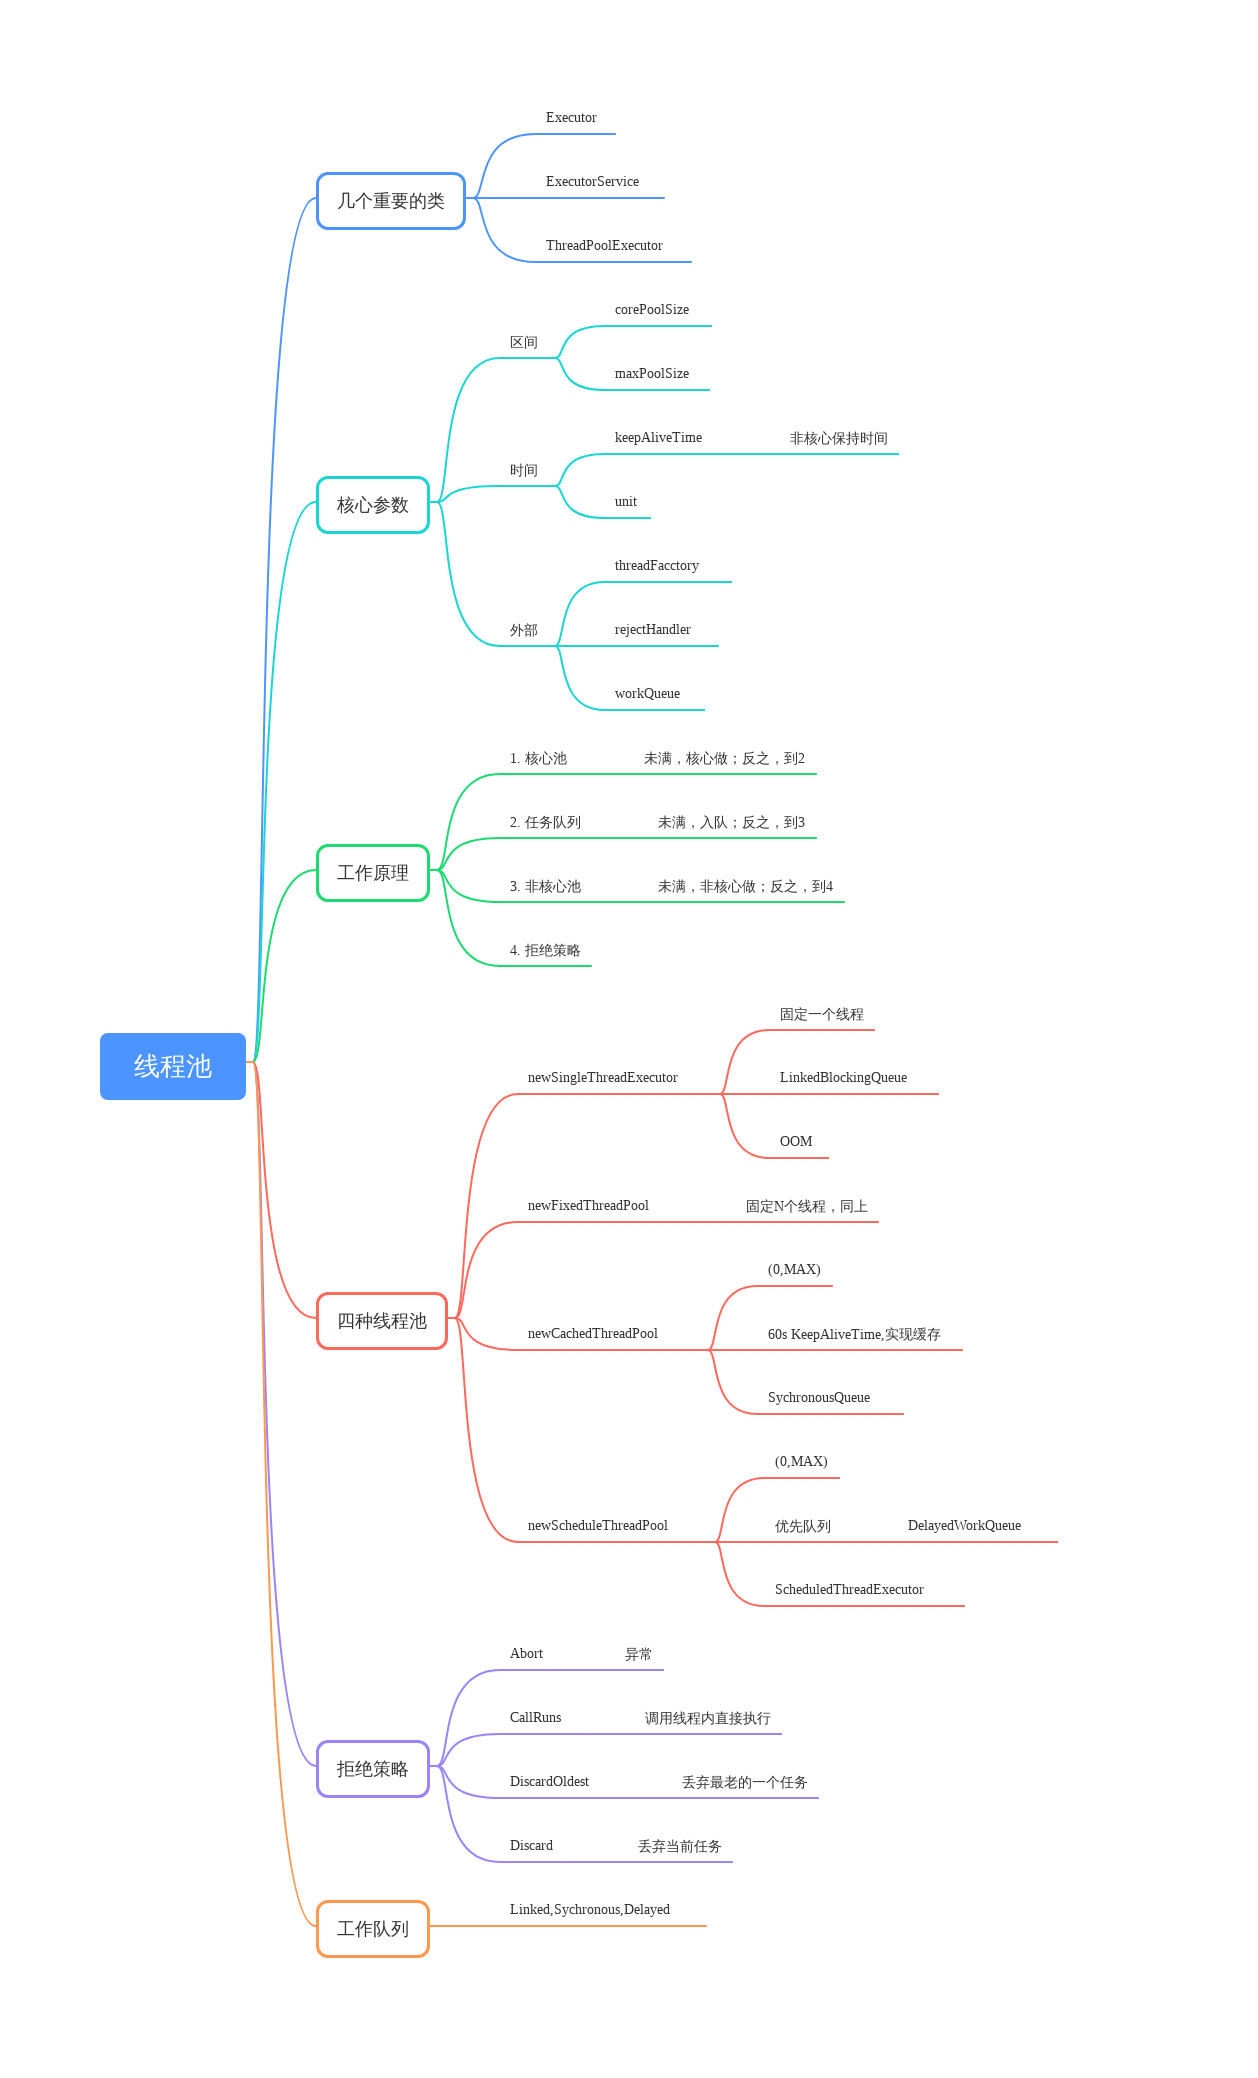 线程池
几个重要的类
Executor
ExecutorService
ThreadPoolExecutor
核心参数
区间
corePoolSize
maxPoolSize
时间
keepAliveTime
非核心保持时间
unit
外部
threadFacctory
rejectHandler
workQueue
工作原理
1. 核心池
未满，核心做；反之，到2
2. 任务队列
未满，入队；反之，到3
3. 非核心池
未满，非核心做；反之，到4
4. 拒绝策略
四种线程池
newSingleThreadExecutor
固定一个线程
LinkedBlockingQueue
OOM
newFixedThreadPool
固定N个线程，同上
newCachedThreadPool
(0,MAX)
60s KeepAliveTime,实现缓存
SychronousQueue
newScheduleThreadPool
(0,MAX)
优先队列
DelayedWorkQueue
ScheduledThreadExecutor
拒绝策略
Abort
异常
CallRuns
调用线程内直接执行
DiscardOldest
丢弃最老的一个任务
Discard
丢弃当前任务
工作队列
Linked,Sychronous,Delayed